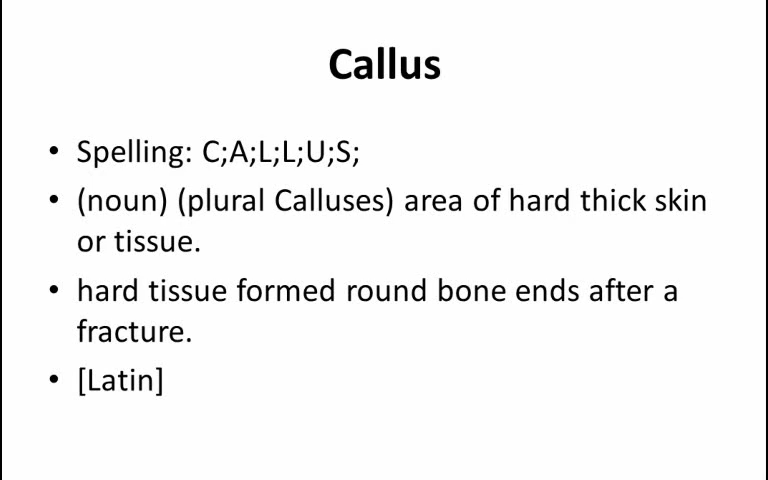 Callus
• Spelling: C;A;L;L;U;S;
• (noun) (plural Calluses) area of hard thick skin
or tissue.
• hard tissue formed round bone ends after a
fracture.
• [Latin]